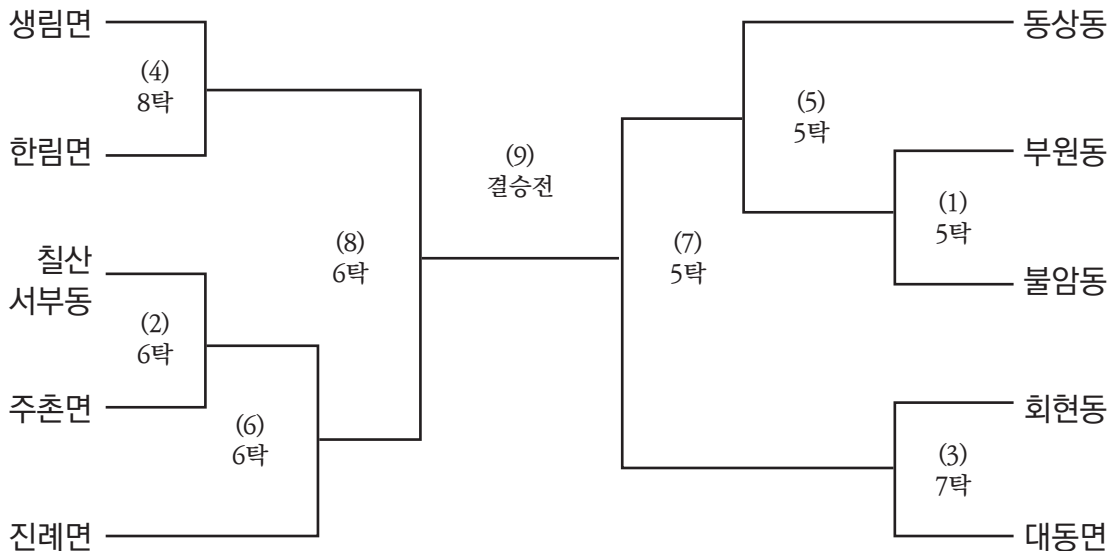 생림면
(4)
8탁
한림면
칠산
서부동
(2)
6탁
주촌면
(6)
6탁
진례면
(8)
6탁
(9)
결승전
(7)
5탁
동상동
(5)
5탁
부원동
(1)
5탁
불암동
회현동
(3)
7탁
대동면